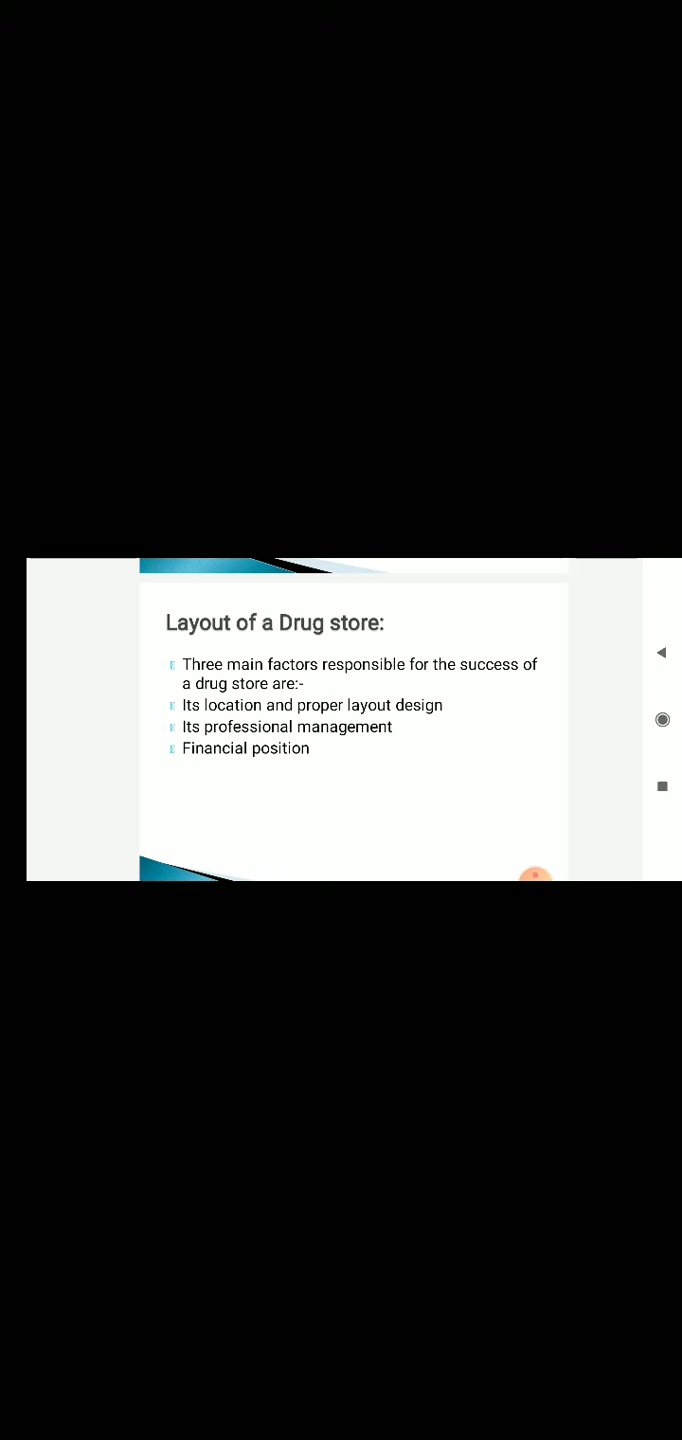 Layout of a Drug store:
Three main factors responsible for the success of
a drug store are:-
Its location and proper layout design
Its professional management
Financial position